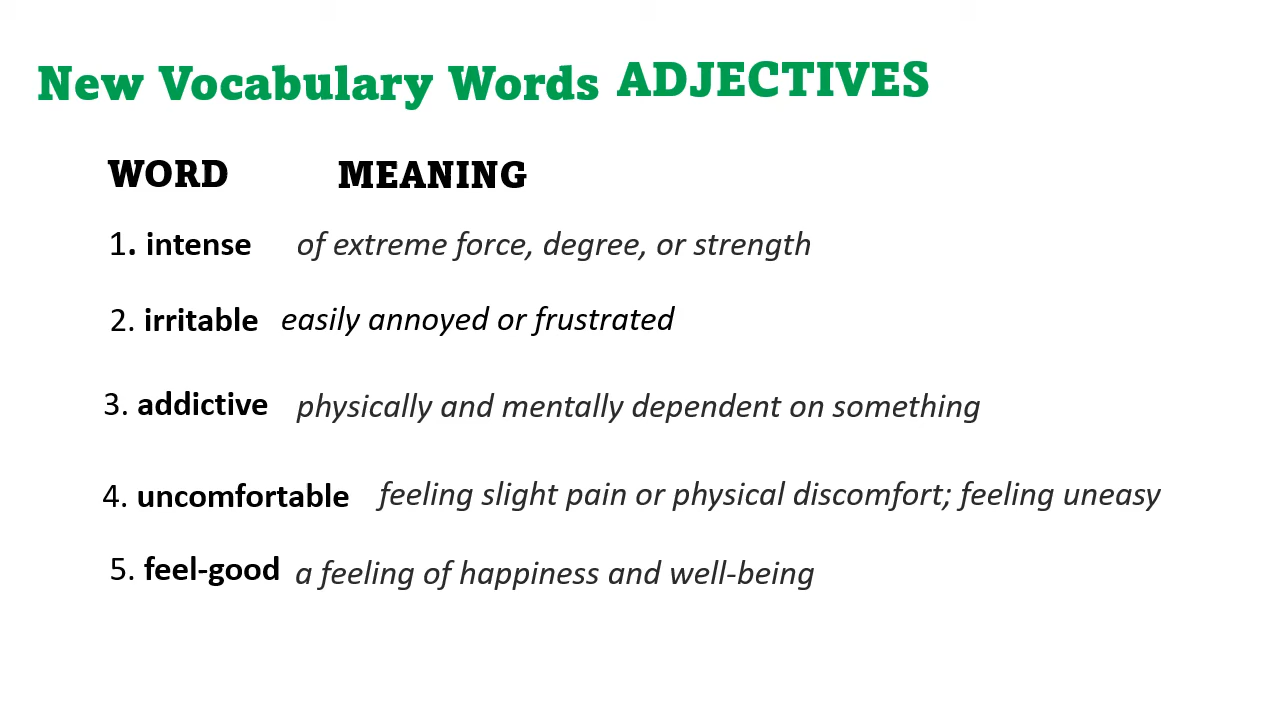 New Vocabulary Words ADJECTIVES
WORD MEANING
1. intense of extreme force, degree, or strength
2. irritable easily annoyed or frustrated
3. addictive physically and mentally dependent on something
4. uncomfortable feeling slight pain or physical discomfort; feeling uneasy
5. feel-good a feeling of happiness and well-being